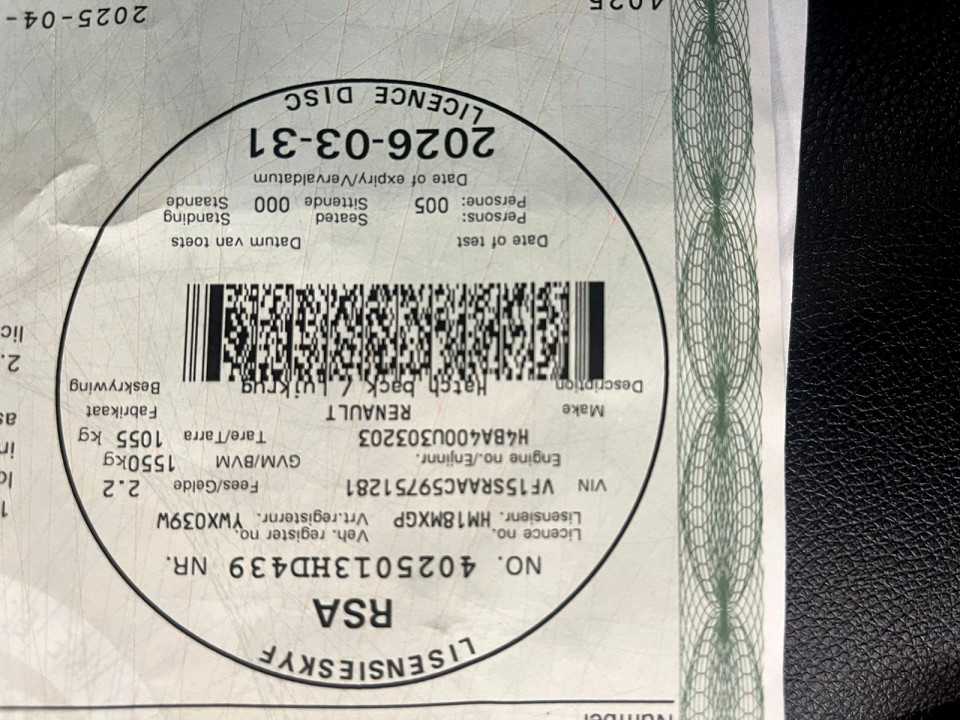 Number
LISENSIESKYF
RSA
NO. 4025013HD439 NR.
Licence no. Veh. register no.
Lisensienr. HM18MXGP Vrt.registernr. YWX039W
VIN VF15SRAAC59751281 Fees/Gelde 2.2
Engine no./Enjinnr. GVM/BVM 1550kg
H4BA400U303203 Tare/Tarra 1055 kg
Make RENAULT Fabrikaat
Description Hatch back / Luikrug Beskrywing
Date of test Datum van toets
Persons: 005 Seated 000 Standing
Persone: Sittende Staande
Date of expiry/Vervaldatum
2026-03-31
LICENCE DISC
4025
2025-04-